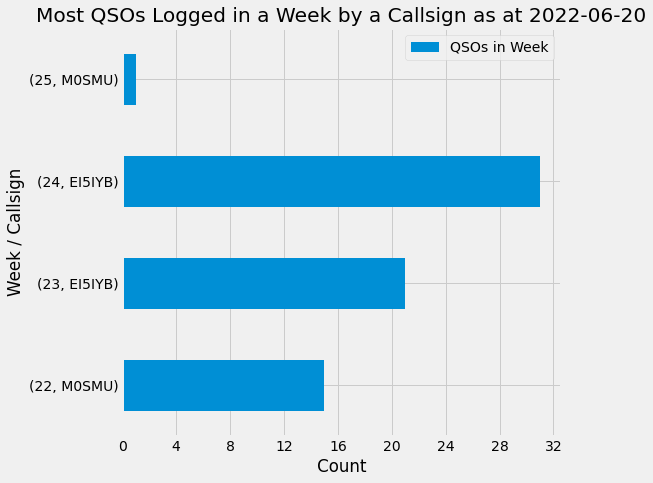 Most QSOs Logged in a Week by a Callsign as at 2022-06-20
QSOs in Week
(25, M0SMU)
(24, EI5IYB)
(23, EI5IYB)
(22, M0SMU)
Week / Callsign
0 4 8 12 16 20 24 28 32
Count